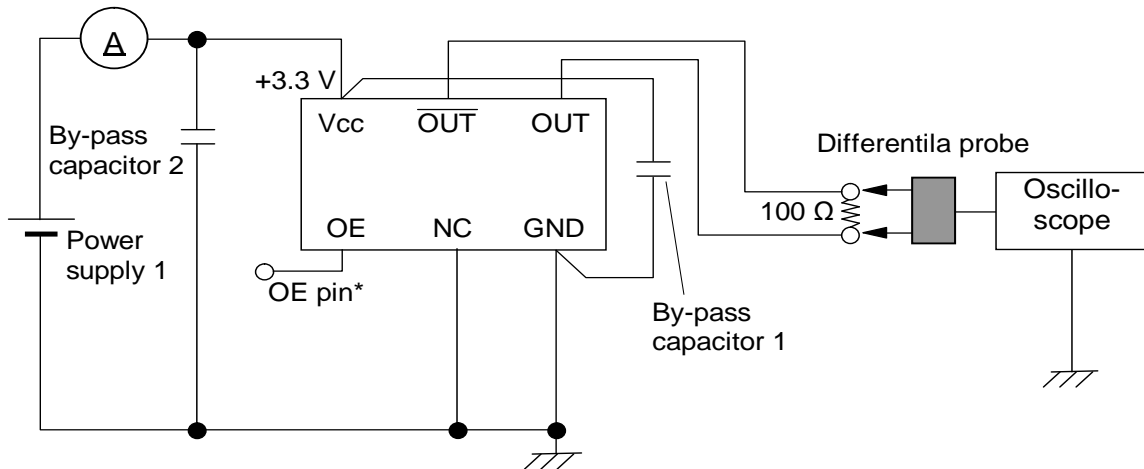 A
+3.3 V
Vcc
O̅U̅T̅
OUT
By-pass
capacitor 2
Differentila probe
Oscillo-
scope
100 Ω
OE
NC
GND
Power
supply 1
OE pin*
By-pass
capacitor 1